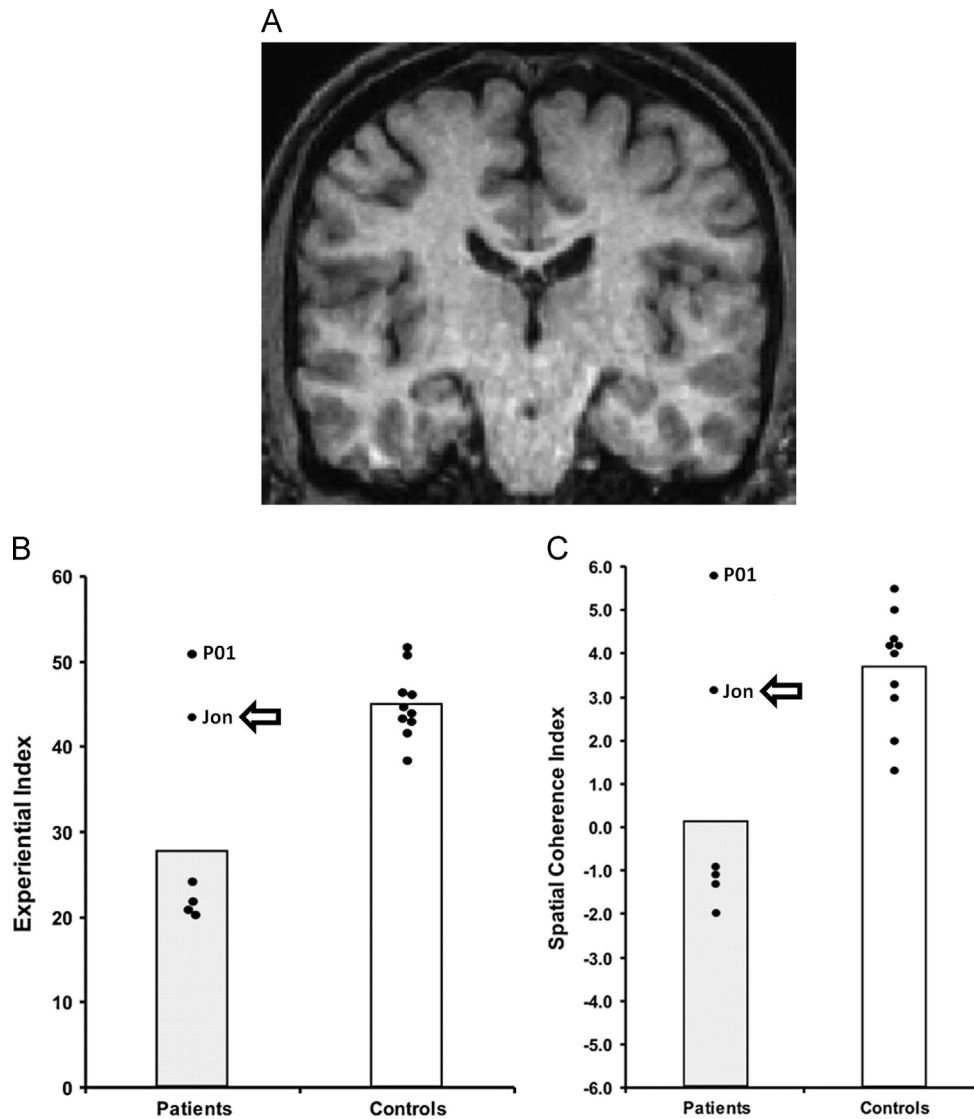 A
B
Experiential Index
60
50
40
30
20
10
0
P01
Jon
Patients
Controls
C
Spatial Coherence Index
6.0
5.0
4.0
3.0
2.0
1.0
0.0
-1.0
-2.0
-3.0
-4.0
-5.0
-6.0
P01
Jon
Patients
Controls